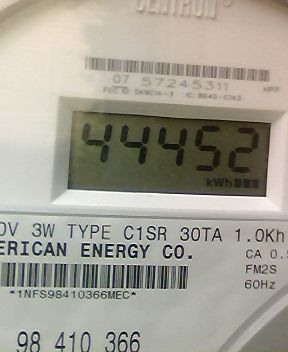 CENTRON®
07 57245311
44452
kWh
0V 3W TYPE C1SR 30TA 1.0Kh
ERICAN ENERGY CO.
CA 0.
*1NFS98410366MEC*
FM2S
60Hz
98 410 366